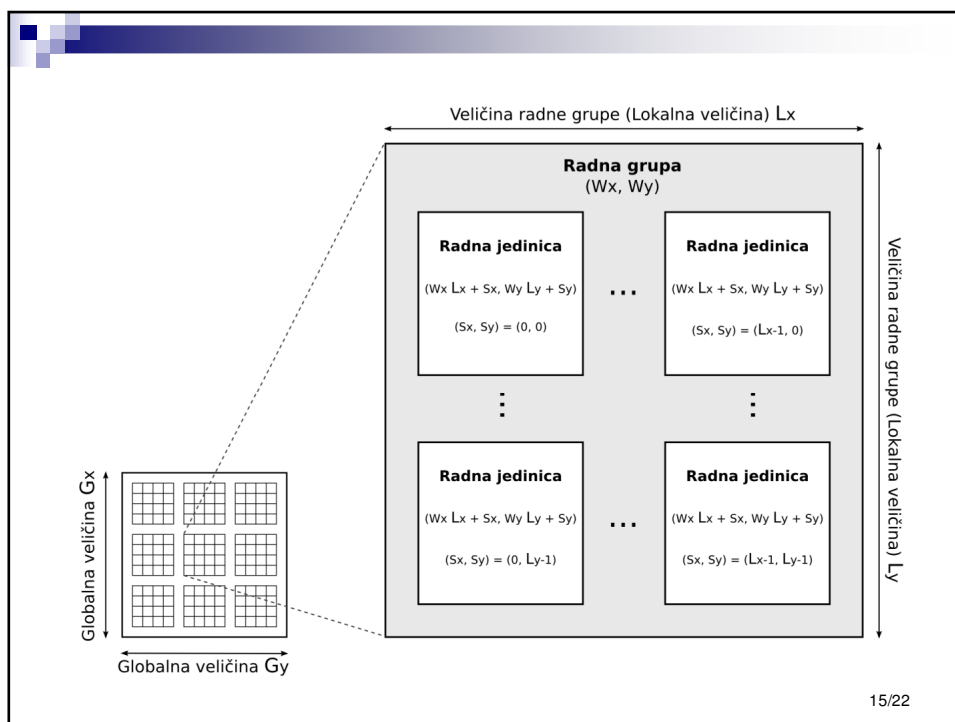 Veličina radne grupe (Lokalna veličina) Lx
Radna grupa
(Wx, Wy)
Radna jedinica
(Wx Lx + Sx, Wy Ly + Sy)
(Sx, Sy) = (0, 0)
...
Radna jedinica
(Wx Lx + Sx, Wy Ly + Sy)
(Sx, Sy) = (Lx-1, 0)
...
...
Radna jedinica
(Wx Lx + Sx, Wy Ly + Sy)
(Sx, Sy) = (0, Ly-1)
...
Radna jedinica
(Wx Lx + Sx, Wy Ly + Sy)
(Sx, Sy) = (Lx-1, Ly-1)
Veličina radne grupe (Lokalna veličina) Ly
Globalna veličina Gx
Globalna veličina Gy
15/22